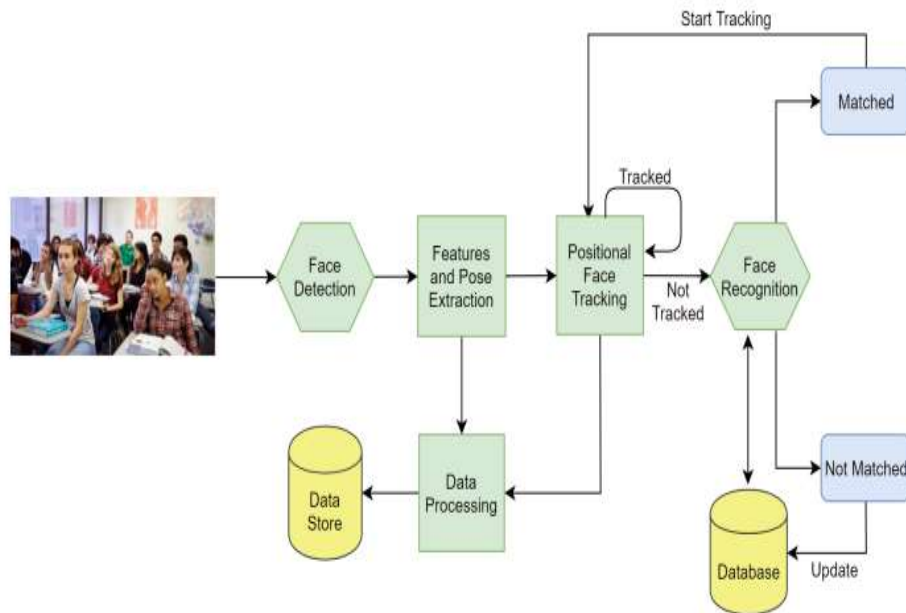 Start Tracking
Matched
Tracked
Face
Detection
Features
and Pose
Extraction
Positional
Face
Tracking
Not
Tracked
Face
Recognition
Data
Store
Data
Processing
Not Matched
Database
Update